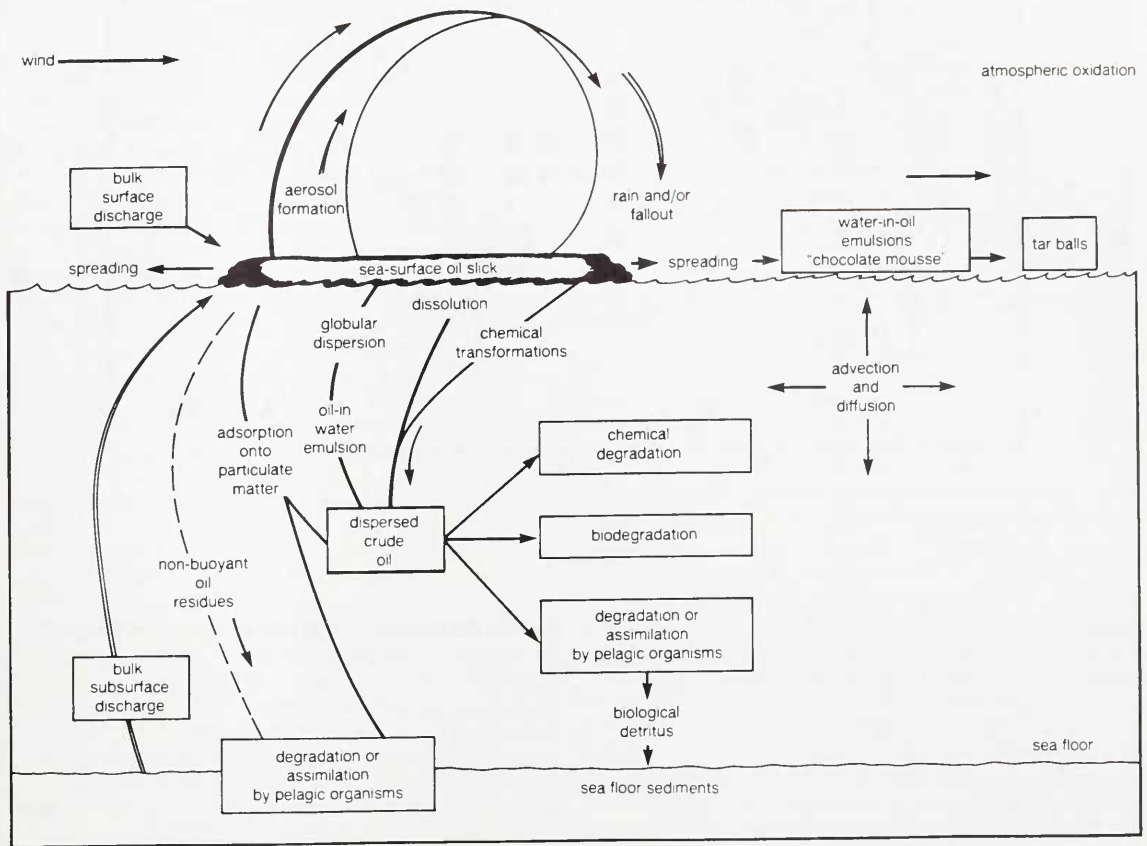 wind
atmospheric oxidation
bulk
surface
discharge
aerosol
formation
rain and/or
fallout
water-in-oil
emulsions
"chocolate mousse"
tar balls
spreading
sea-surface oil slick
spreading
dissolution
globular
dispersion
chemical
transformations
advection
and
diffusion
oil-in
water
emulsion
adsorption
onto
particulate
matter
chemical
degradation
dispersed
crude
oil
biodegradation
non-buoyant
oil
residues
degradation or
assimilation
by pelagic organisms
bulk
subsurface
discharge
biological
detritus
sea floor
degradation or
assimilation
by pelagic organisms
sea floor sediments